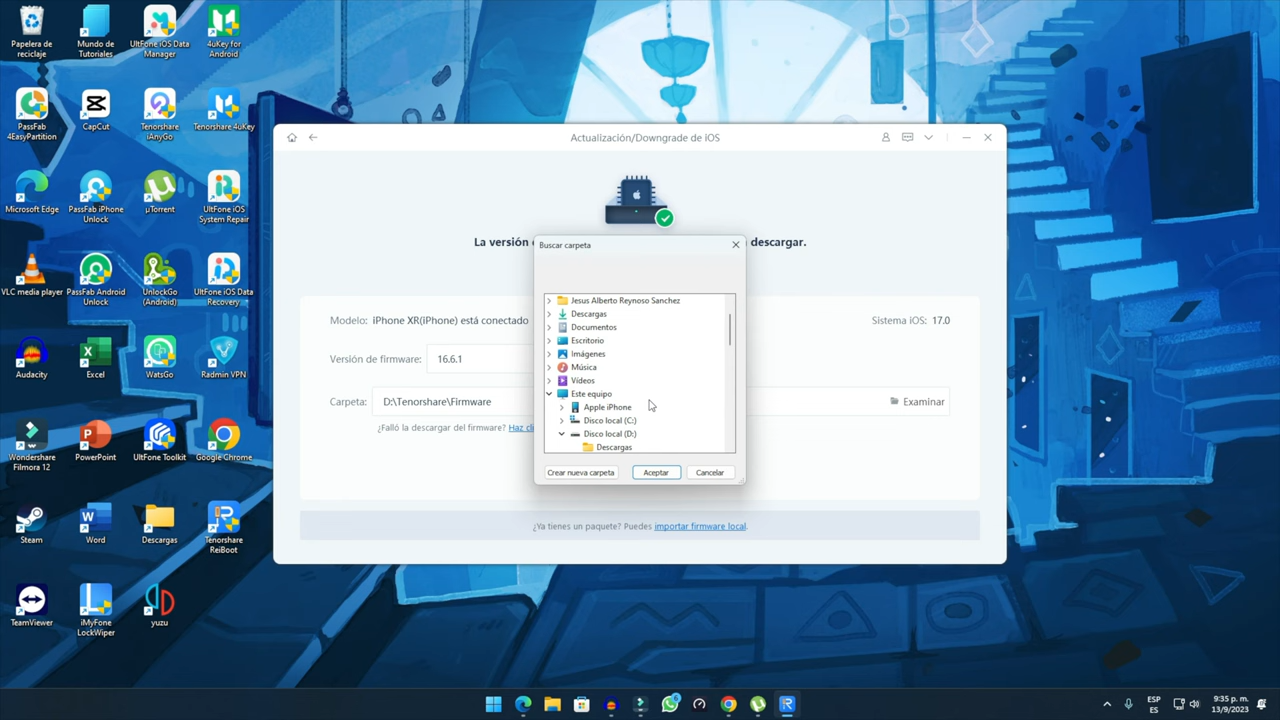 Papelera de
reciclaje
Mundo de
Tutoriales
UltFone iOS Data
Manager
4uKey for
Android
PassFab
4EasyPartition
CapCut
Tenorshare
iAnyGo
Tenorshare 4uKey
Microsoft Edge
PassFab iPhone
Unlock
µTorrent
UltFone iOS
System Repair
VLC media player
PassFab Android
Unlock
UnlockGo
(Android)
UltFone iOS Data
Recovery
Audacity
Excel
WatsGo
Radmin VPN
Wondershare
Filmora 12
PowerPoint
UltFone Toolkit
Google Chrome
Steam
Word
Descargas
Tenorshare
ReiBoot
TeamViewer
iMyFone
LockWiper
yuzu
Actualización/Downgrade de iOS
La versión
descargar.
Modelo: iPhone XR(iPhone) está conectado
Sistema iOS: 17.0
Versión de firmware: 16.6.1
Carpeta: D:\Tenorshare\Firmware
Examinar
¿Falló la descarga del firmware? Haz cli
¿Ya tienes un paquete? Puedes importar firmware local.
Buscar carpeta
Jesus Alberto Reynoso Sanchez
Descargas
Documentos
Escritorio
Imágenes
Música
Vídeos
Este equipo
Apple iPhone
Disco local (C:)
Disco local (D:)
Descargas
Crear nueva carpeta
Aceptar
Cancelar
6
ESP
ES
9:35 p. m.
13/9/2023